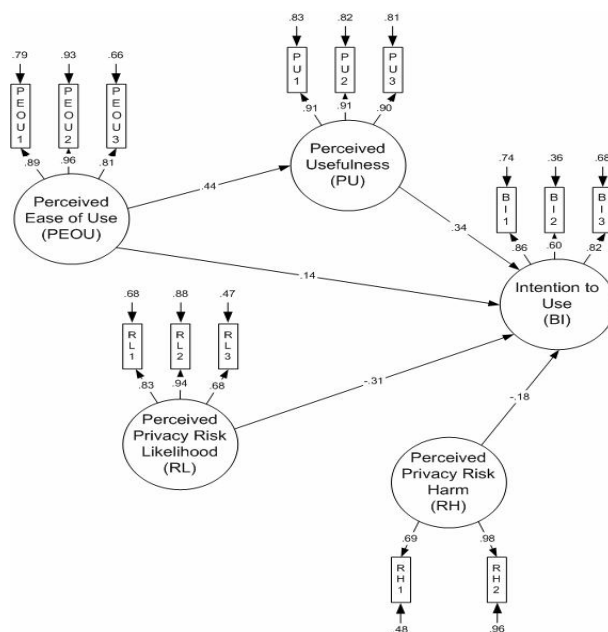 .83
.82
.81
.79
.93
.66
PU1
PU2
PU3
PEOU1
PEOU2
PEOU3
.91
.91
.90
.89
.96
.81
Perceived
Usefulness
(PU)
.74
.36
.68
Perceived
Ease of Use
(PEOU)
.44
BI1
BI2
BI3
.34
.86
.60
.82
.14
Intention to
Use
(BI)
.68
.88
.47
RL1
RL2
RL3
.83
.94
.68
-.31
Perceived
Privacy Risk
Likelihood
(RL)
-.18
Perceived
Privacy Risk
Harm
(RH)
.69
.98
RH1
RH2
.48
.96